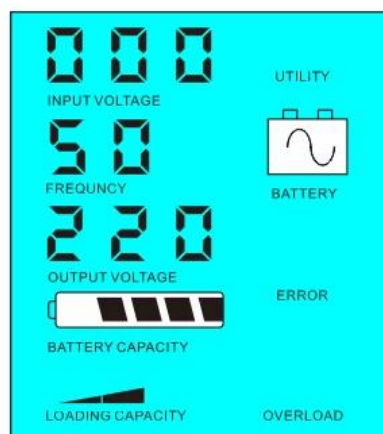 000
INPUT VOLTAGE
UTILITY
50
FREQUNCY
BATTERY
220
OUTPUT VOLTAGE
ERROR
BATTERY CAPACITY
LOADING CAPACITY
OVERLOAD